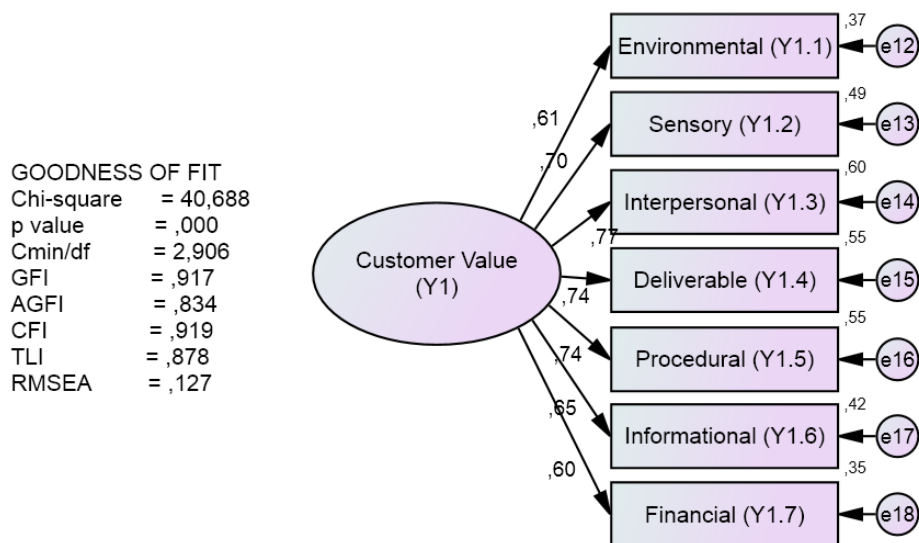 GOODNESS OF FIT
Chi-square = 40,688
p value = ,000
Cmin/df = 2,906
GFI = ,917
AGFI = ,834
CFI = ,919
TLI = ,878
RMSEA = ,127
Customer Value
(Y1)
,61
,70
,77
,74
,74
,65
,60
,37
Environmental (Y1.1)
e12
,49
Sensory (Y1.2)
e13
,60
Interpersonal (Y1.3)
e14
,55
Deliverable (Y1.4)
e15
,55
Procedural (Y1.5)
e16
,42
Informational (Y1.6)
e17
,35
Financial (Y1.7)
e18